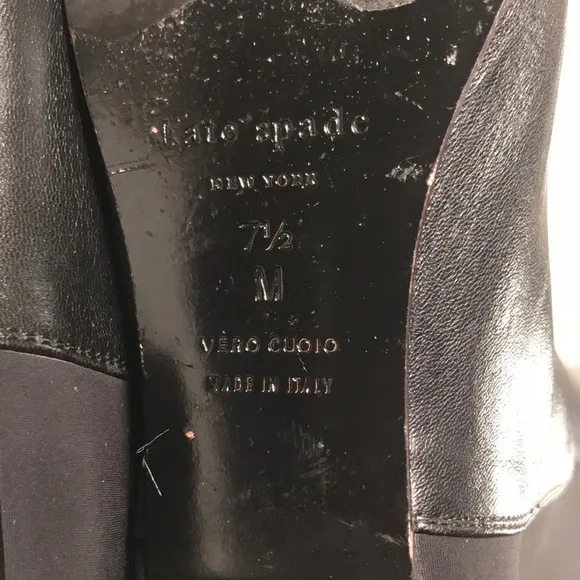 kate spade
NEW YORK
7½
M
VERO CUOIO
MADE IN ITALY